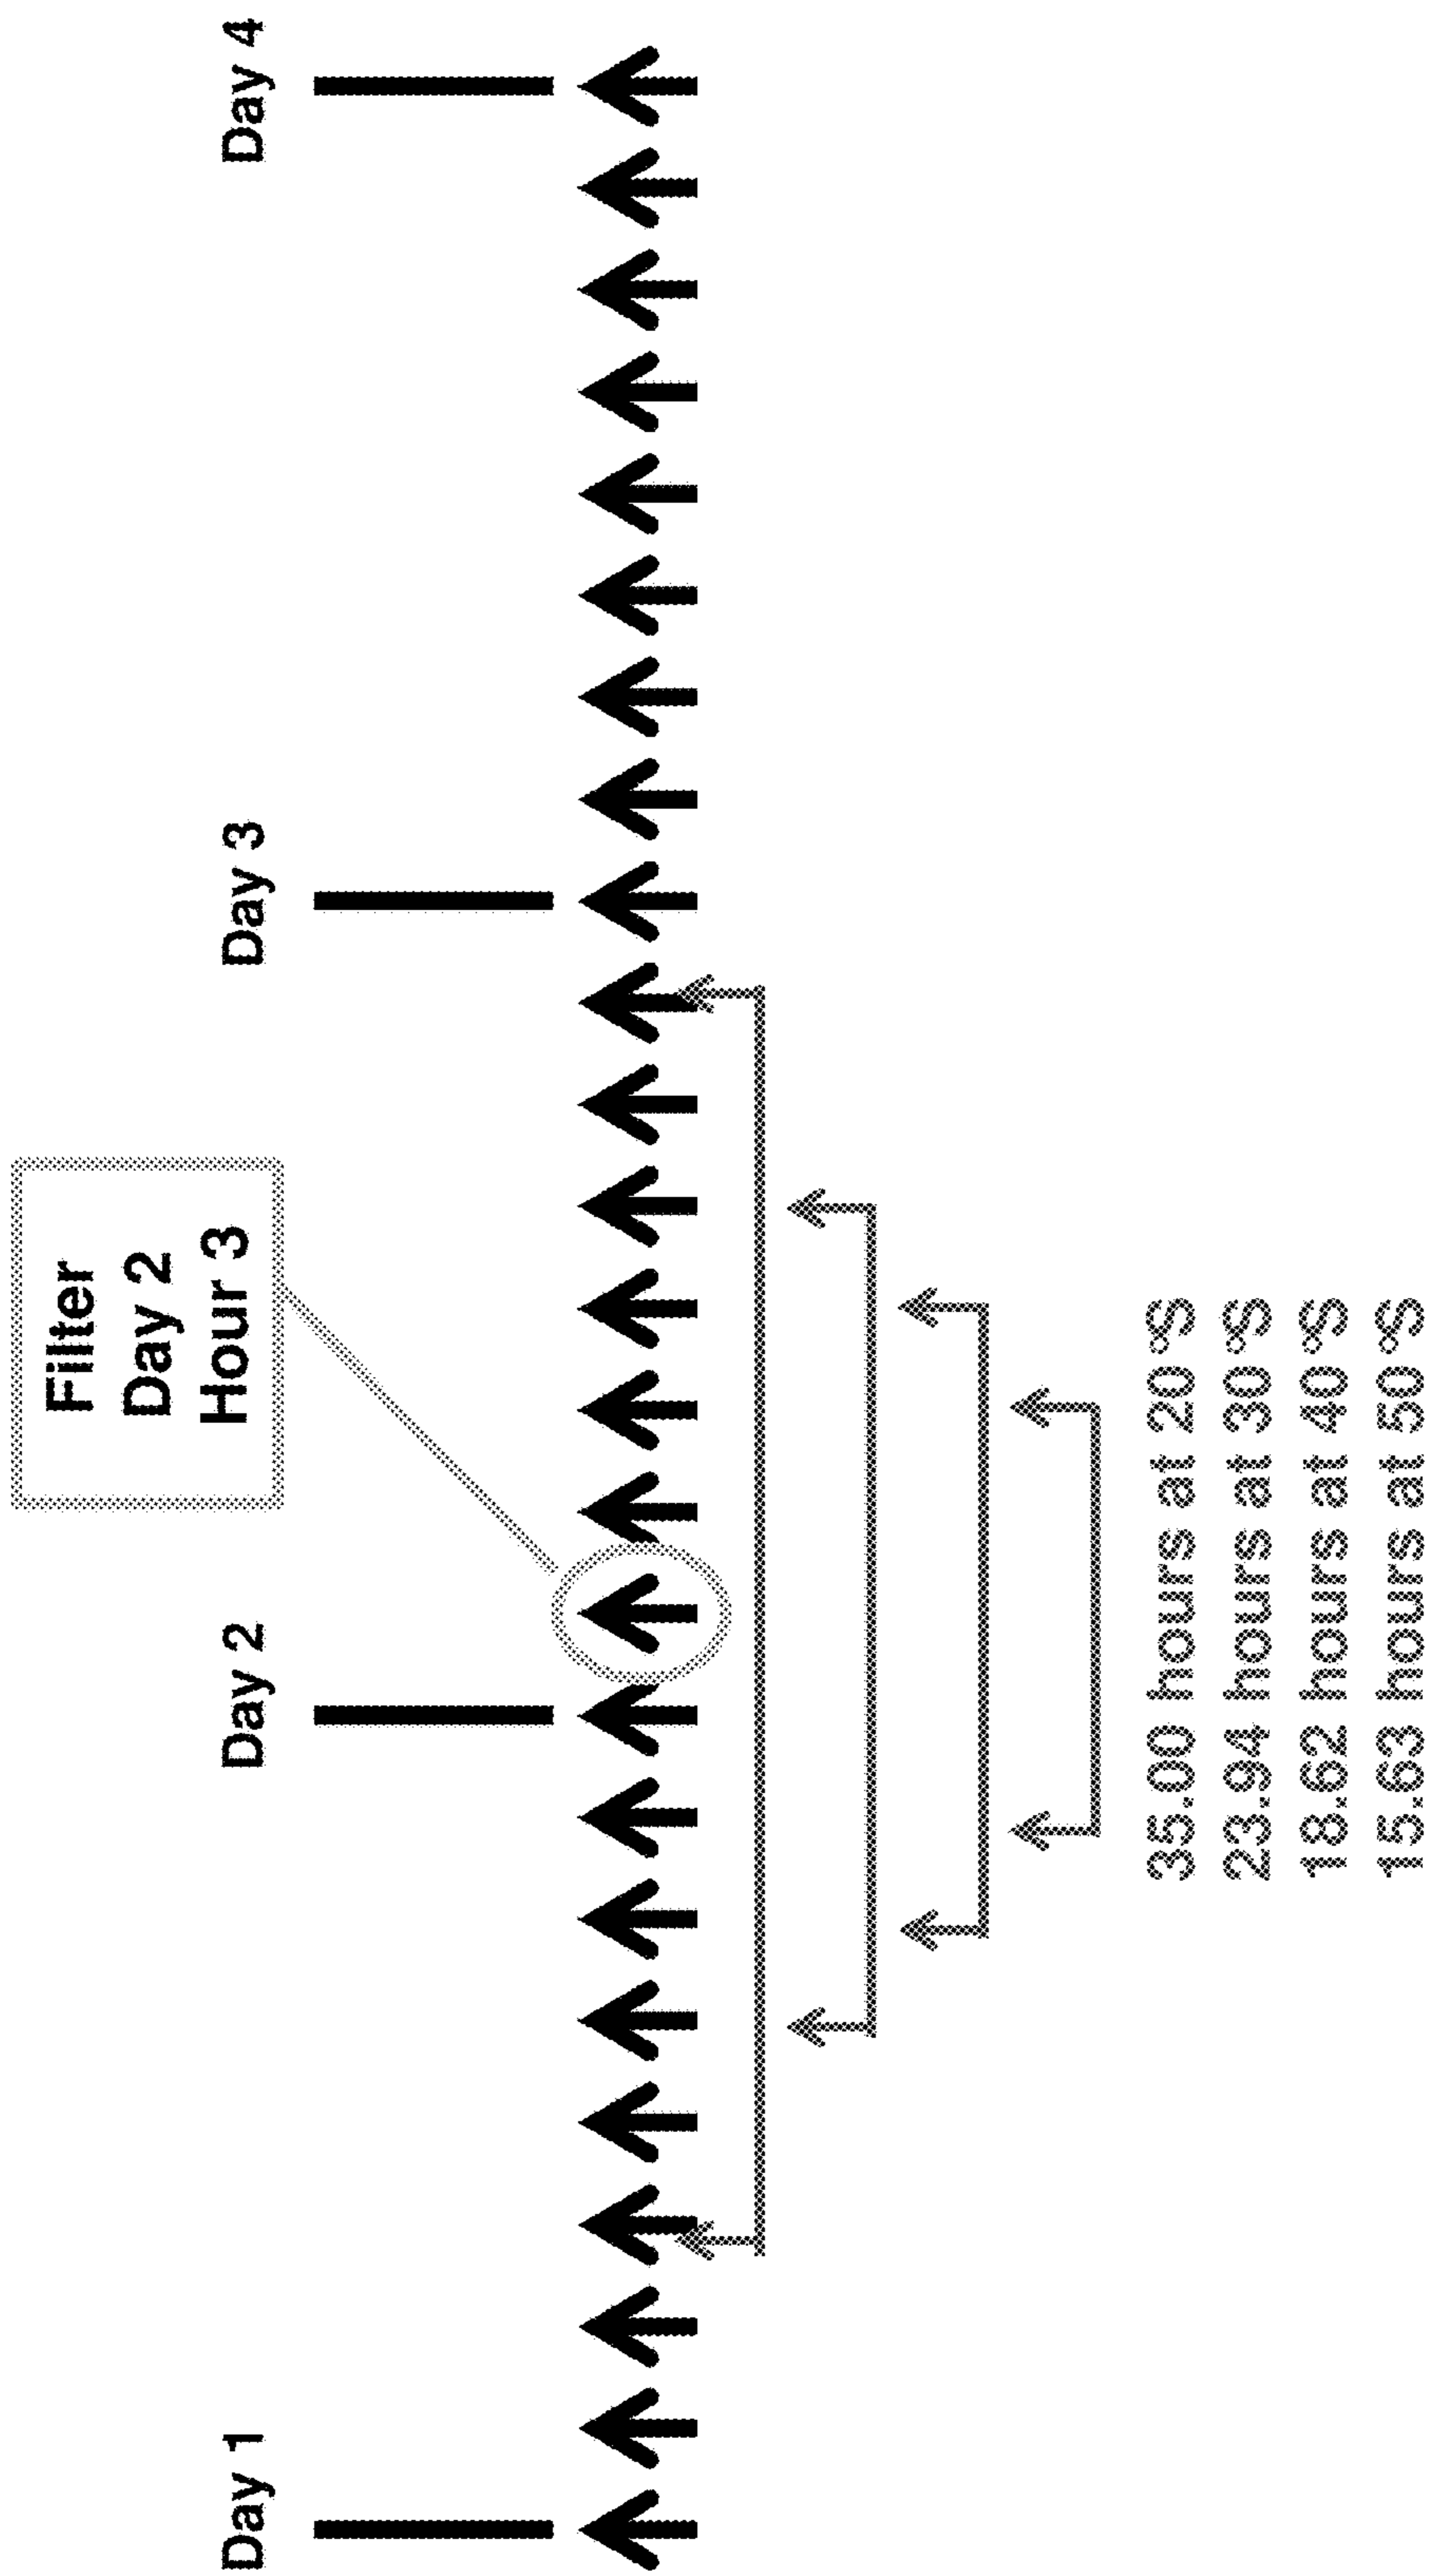 Filter
Day 2
Hour 3
Day 1
Day 2
Day 3
Day 4
35.00 hours at 20°S
23.94 hours at 30°S
18.62 hours at 40°S
15.63 hours at 50°S